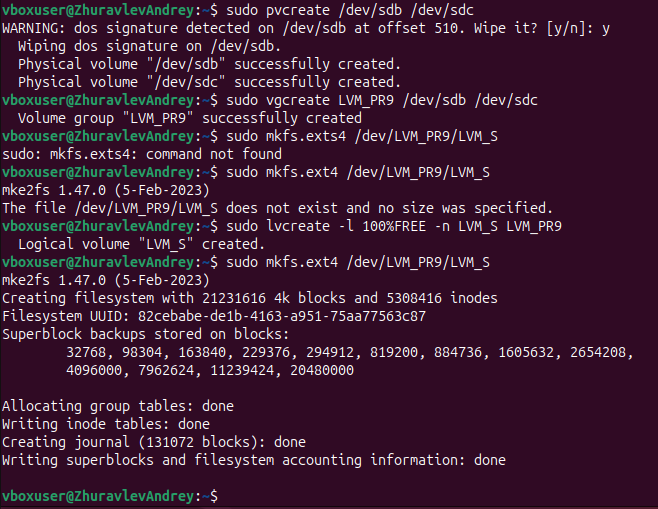 vboxuser@ZhuravlevAndrey:~$ sudo pvcreate /dev/sdb /dev/sdc
WARNING: dos signature detected on /dev/sdb at offset 510. Wipe it? [y/n]: y
  Wiping dos signature on /dev/sdb.
  Physical volume "/dev/sdb" successfully created.
  Physical volume "/dev/sdc" successfully created.
vboxuser@ZhuravlevAndrey:~$ sudo vgcreate LVM_PR9 /dev/sdb /dev/sdc
  Volume group "LVM_PR9" successfully created
vboxuser@ZhuravlevAndrey:~$ sudo mkfs.exts4 /dev/LVM_PR9/LVM_S
sudo: mkfs.exts4: command not found
vboxuser@ZhuravlevAndrey:~$ sudo mkfs.ext4 /dev/LVM_PR9/LVM_S
mke2fs 1.47.0 (5-Feb-2023)
The file /dev/LVM_PR9/LVM_S does not exist and no size was specified.
vboxuser@ZhuravlevAndrey:~$ sudo lvcreate -l 100%FREE -n LVM_S LVM_PR9
  Logical volume "LVM_S" created.
vboxuser@ZhuravlevAndrey:~$ sudo mkfs.ext4 /dev/LVM_PR9/LVM_S
mke2fs 1.47.0 (5-Feb-2023)
Creating filesystem with 21231616 4k blocks and 5308416 inodes
Filesystem UUID: 82cebabe-de1b-4163-a951-75aa77563c87
Superblock backups stored on blocks:
        32768, 98304, 163840, 229376, 294912, 819200, 884736, 1605632, 2654208,
        4096000, 7962624, 11239424, 20480000

Allocating group tables: done
Writing inode tables: done
Creating journal (131072 blocks): done
Writing superblocks and filesystem accounting information: done

vboxuser@ZhuravlevAndrey:~$